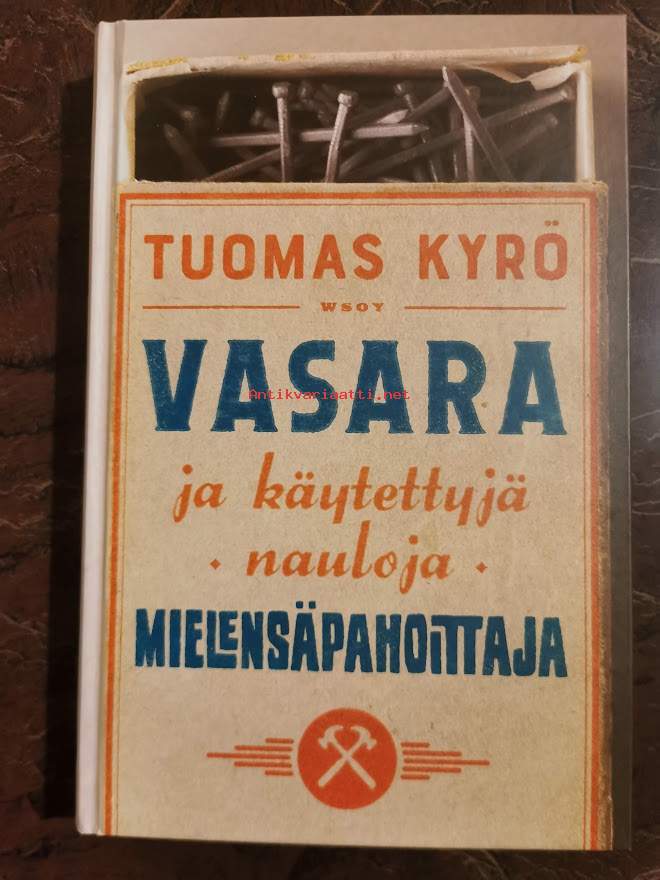 TUOMAS KYRÖ
WSOY
VASARA
Antikvariaatti.net
ja käytettyjä
· nauloja ·
MIELENSÄPAHOITTAJA